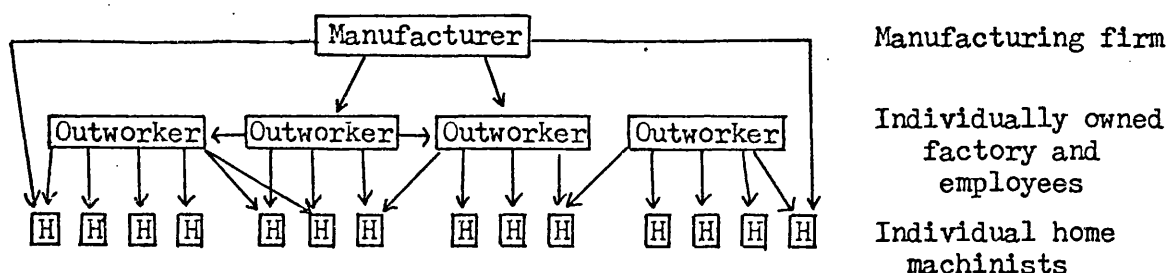 Manufacturer
Manufacturing firm
Outworker Outworker Outworker Outworker
Individually owned
factory and
employees
H H H H H H H H H H H H H H
Individual home
machinists